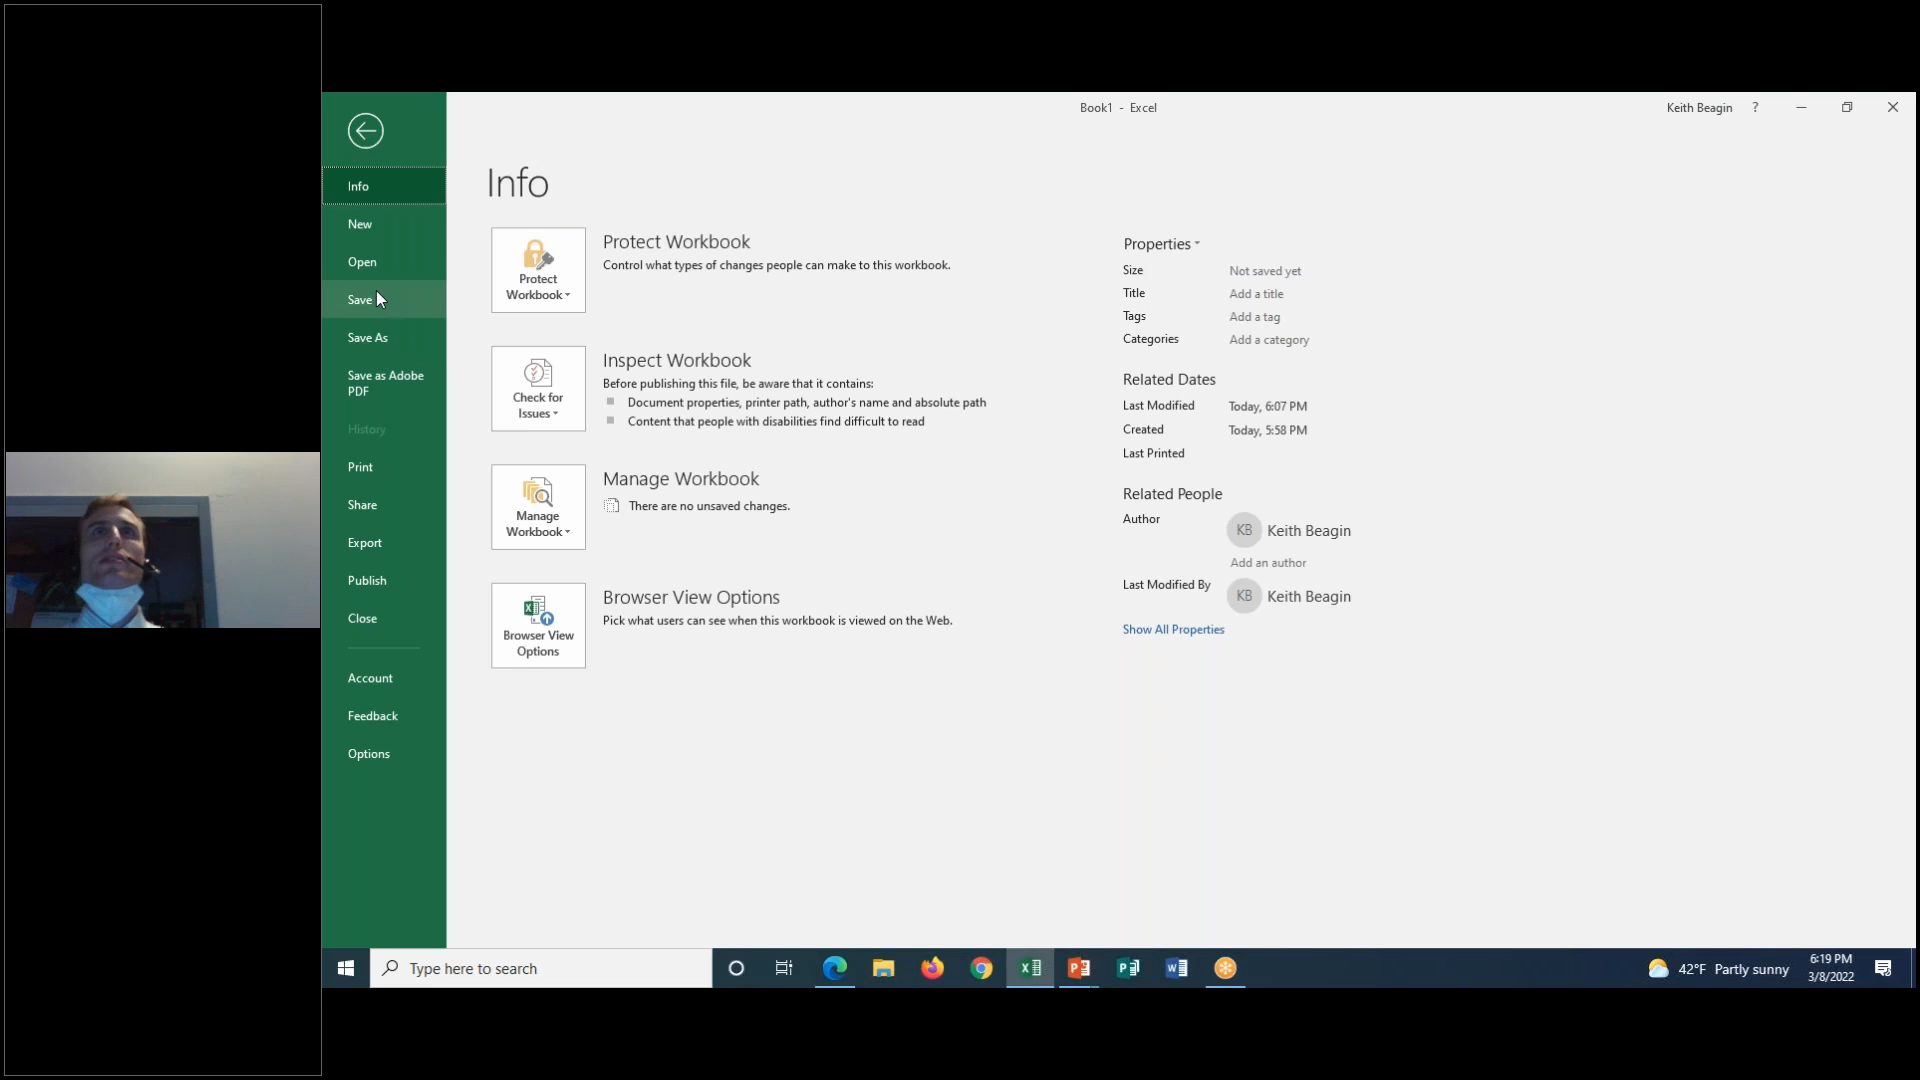 Book1 - Excel
Keith Beagin
?
Info
New
Open
Save
Save As
Save as Adobe
PDF
History
Print
Share
Export
Publish
Close
Account
Feedback
Options
Info
Protect
Workbook
Protect Workbook
Control what types of changes people can make to this workbook.
Check for
Issues
Inspect Workbook
Before publishing this file, be aware that it contains:
Document properties, printer path, author's name and absolute path
Content that people with disabilities find difficult to read
Manage
Workbook
Manage Workbook
There are no unsaved changes.
Browser View
Options
Browser View Options
Pick what users can see when this workbook is viewed on the Web.
Properties
Size Not saved yet
Title Add a title
Tags Add a tag
Categories Add a category
Related Dates
Last Modified Today, 6:07 PM
Created Today, 5:58 PM
Last Printed
Related People
Author KB Keith Beagin
Add an author
Last Modified By KB Keith Beagin
Show All Properties
Type here to search
42°F Partly sunny
6:19 PM
3/8/2022